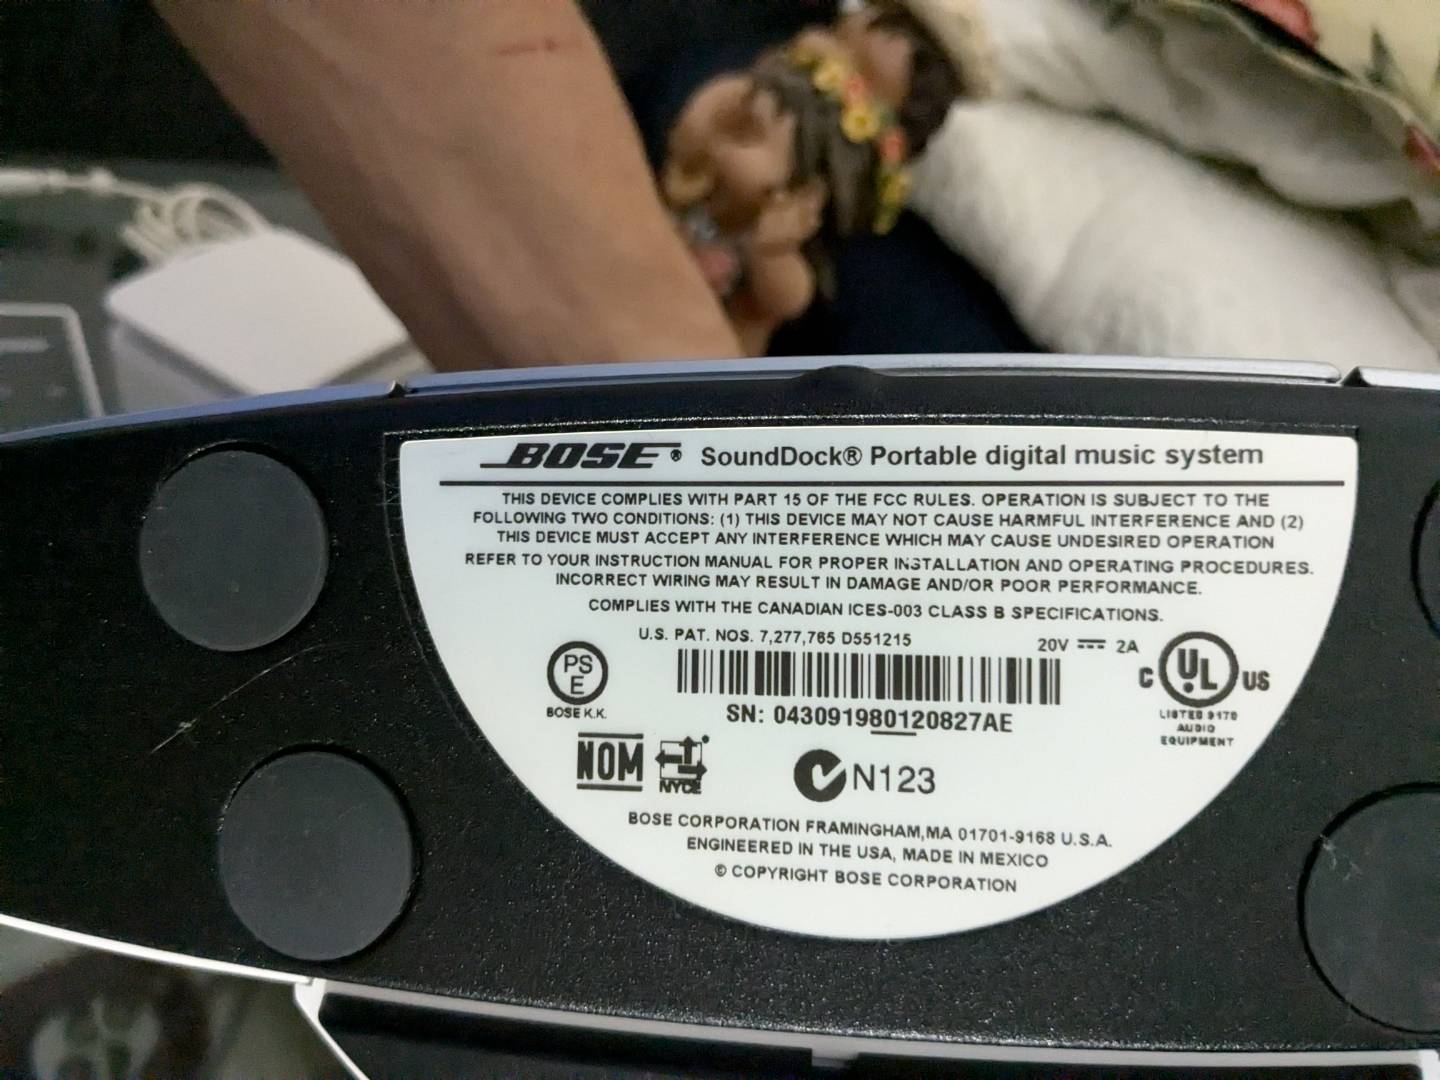 BOSE® SoundDock® Portable digital music system
THIS DEVICE COMPLIES WITH PART 15 OF THE FCC RULES. OPERATION IS SUBJECT TO THE
FOLLOWING TWO CONDITIONS: (1) THIS DEVICE MAY NOT CAUSE HARMFUL INTERFERENCE AND (2)
THIS DEVICE MUST ACCEPT ANY INTERFERENCE WHICH MAY CAUSE UNDESIRED OPERATION
REFER TO YOUR INSTRUCTION MANUAL FOR PROPER INSTALLATION AND OPERATING PROCEDURES.
INCORRECT WIRING MAY RESULT IN DAMAGE AND/OR POOR PERFORMANCE.
COMPLIES WITH THE CANADIAN ICES-003 CLASS B SPECIFICATIONS.
U.S. PAT. NOS. 7,277,765 D551215
20V ⎓ 2A
PS
E
BOSE K.K.
C UL US
LISTED 9170
AUDIO
EQUIPMENT
SN: 043091980120827AE
NOM
NYCE
N123
BOSE CORPORATION FRAMINGHAM, MA 01701-9168 U.S.A.
ENGINEERED IN THE USA, MADE IN MEXICO
© COPYRIGHT BOSE CORPORATION